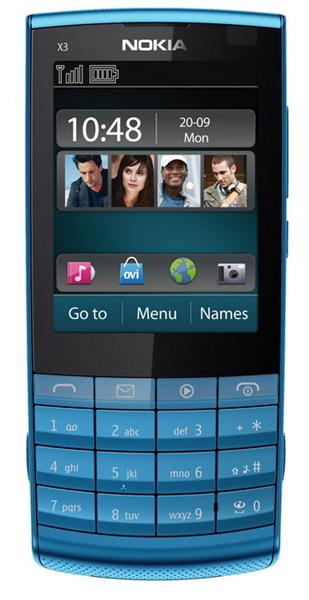 X3 NOKIA
10:48 20-09
Mon
ovi
Go to Menu Names
1 ꝏ 2 abc def 3 + *
4 ghi 5 jkl mno 6 #
7 pqrs 8 tuv wxyz 9 0